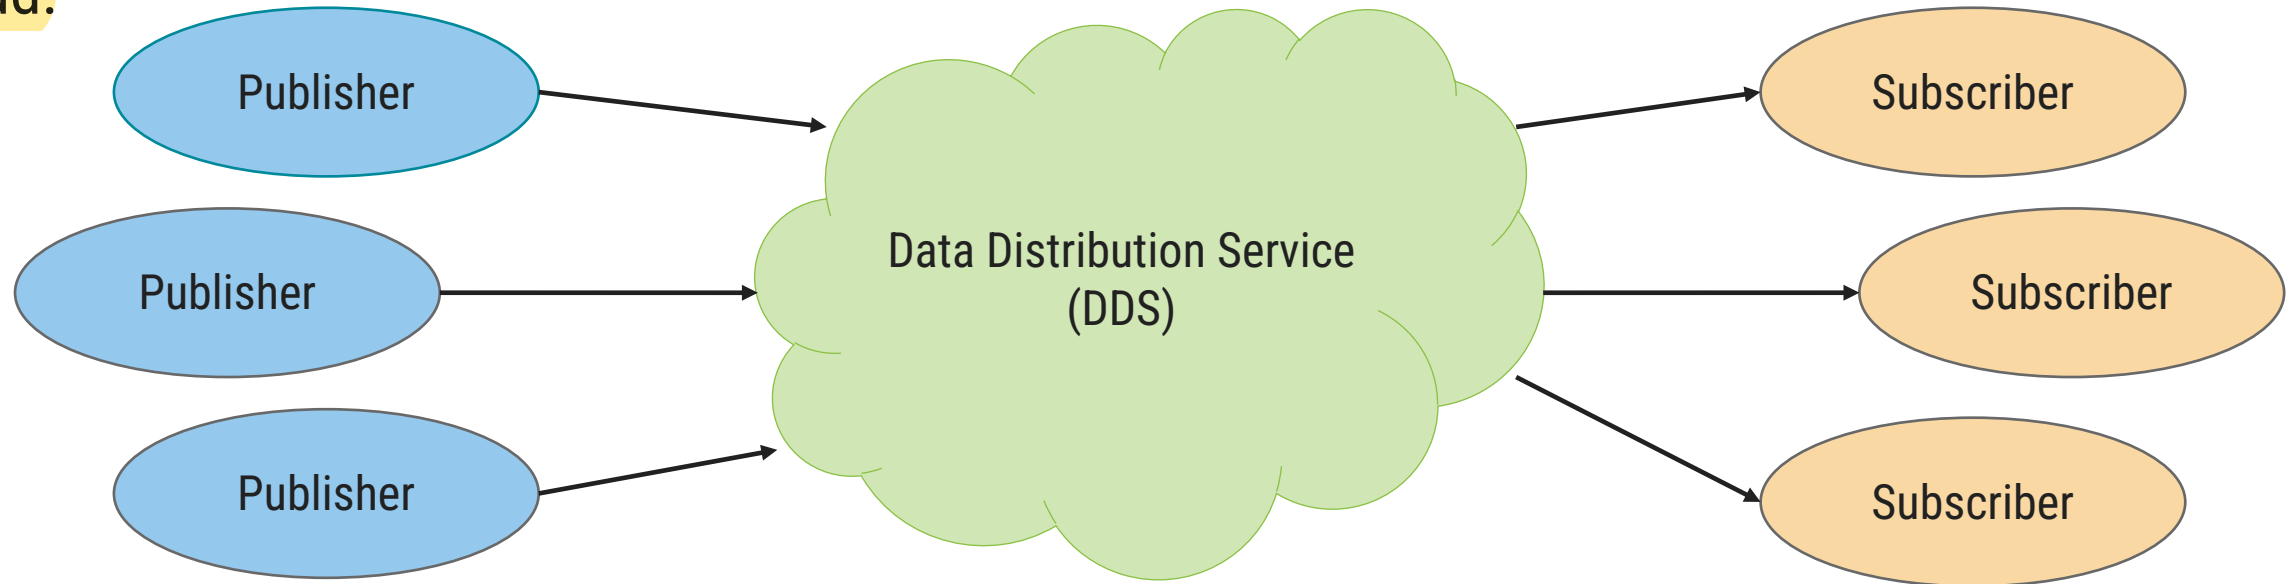 Publisher
Subscriber
Publisher
Data Distribution Service
(DDS)
Subscriber
Publisher
Subscriber